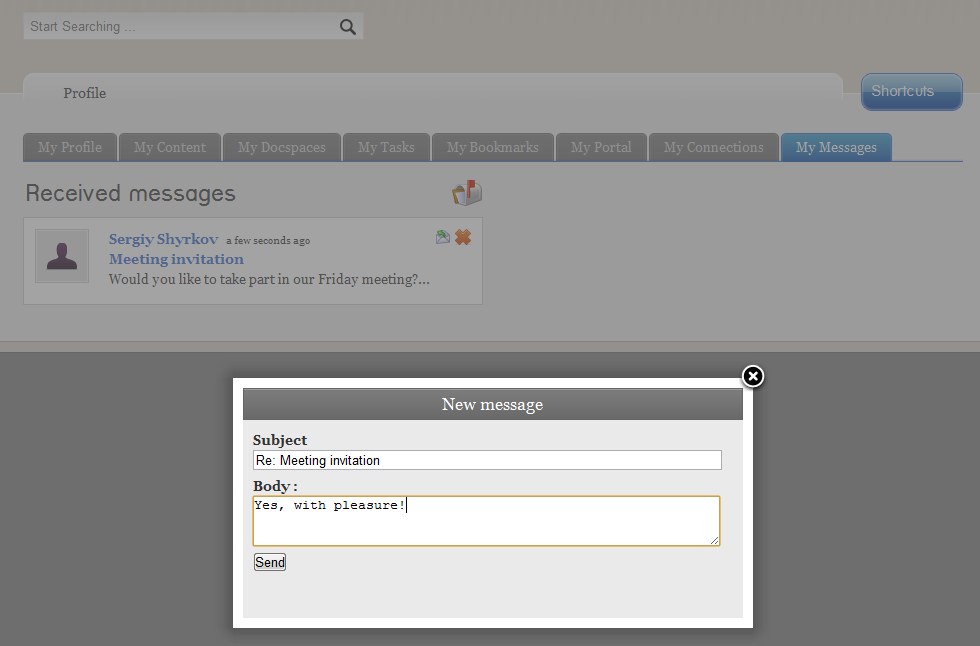 Start Searching ...
Profile
Shortcuts
My Profile
My Content
My Docspaces
My Tasks
My Bookmarks
My Portal
My Connections
My Messages
Received messages
Sergiy Shyrkov a few seconds ago
Meeting invitation
Would you like to take part in our Friday meeting?...
New message
Subject
Re: Meeting invitation
Body :
Yes, with pleasure!
Send